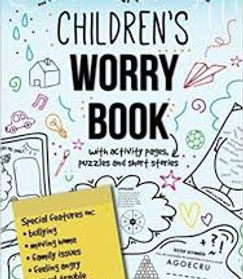 CHILDREN'S
WORRY
BOOK
with activity pages,
puzzles and short stories
Special features on:
• bullying
• moving home
• family issues
• feeling angry
AGOECRU